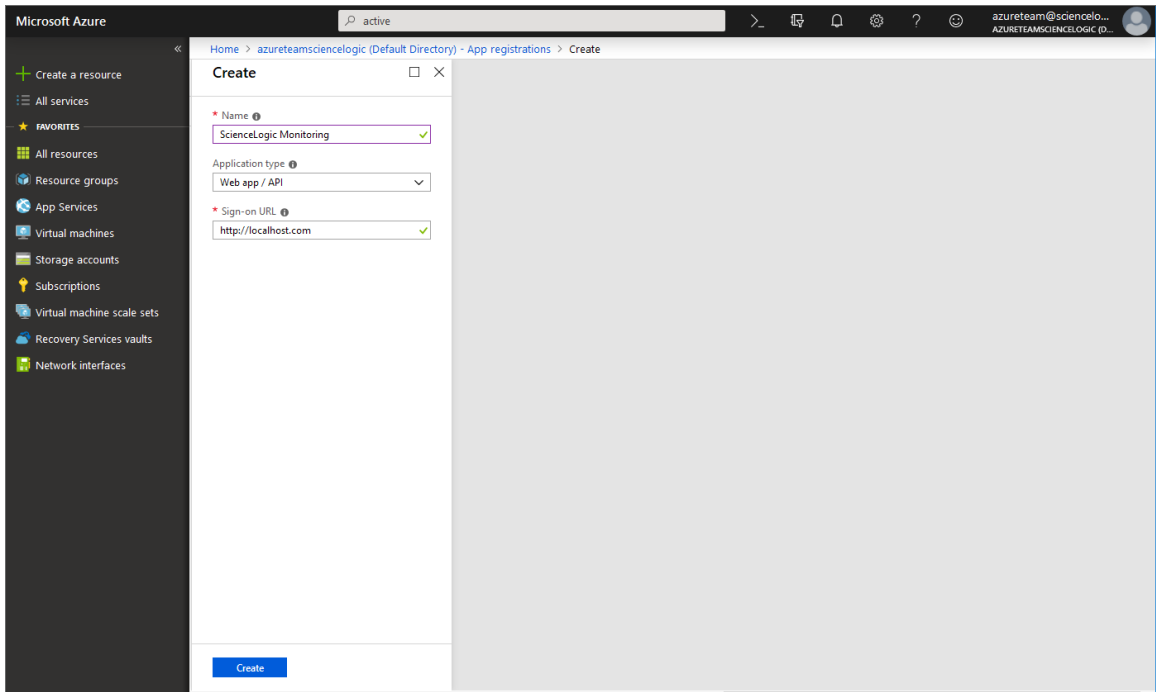 Microsoft Azure
active
>_
?
azureteam@sciencelo...
AZURETEAMSCIENCELOGIC (D...
«
Home > azureteamsciencelogic (Default Directory) - App registrations > Create
Create a resource
All services
FAVORITES
All resources
Resource groups
App Services
Virtual machines
Storage accounts
Subscriptions
Virtual machine scale sets
Recovery Services vaults
Network interfaces
Create
* Name
ScienceLogic Monitoring
Application type
Web app / API
* Sign-on URL
http://localhost.com
Create